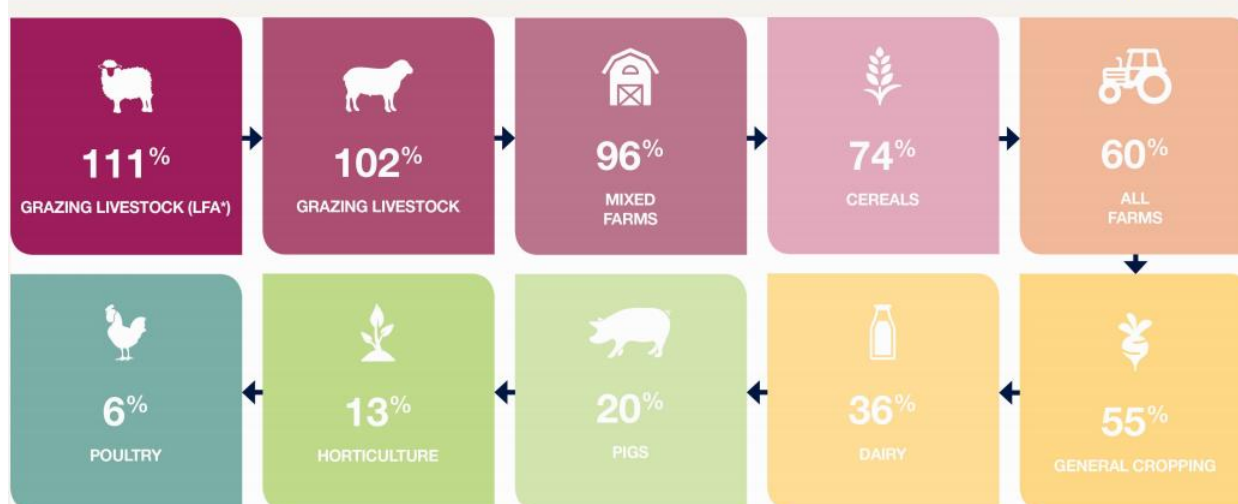 111%
GRAZING LIVESTOCK (LFA*)
102%
GRAZING LIVESTOCK
96%
MIXED
FARMS
74%
CEREALS
60%
ALL
FARMS
55%
GENERAL CROPPING
36%
DAIRY
20%
PIGS
13%
HORTICULTURE
6%
POULTRY